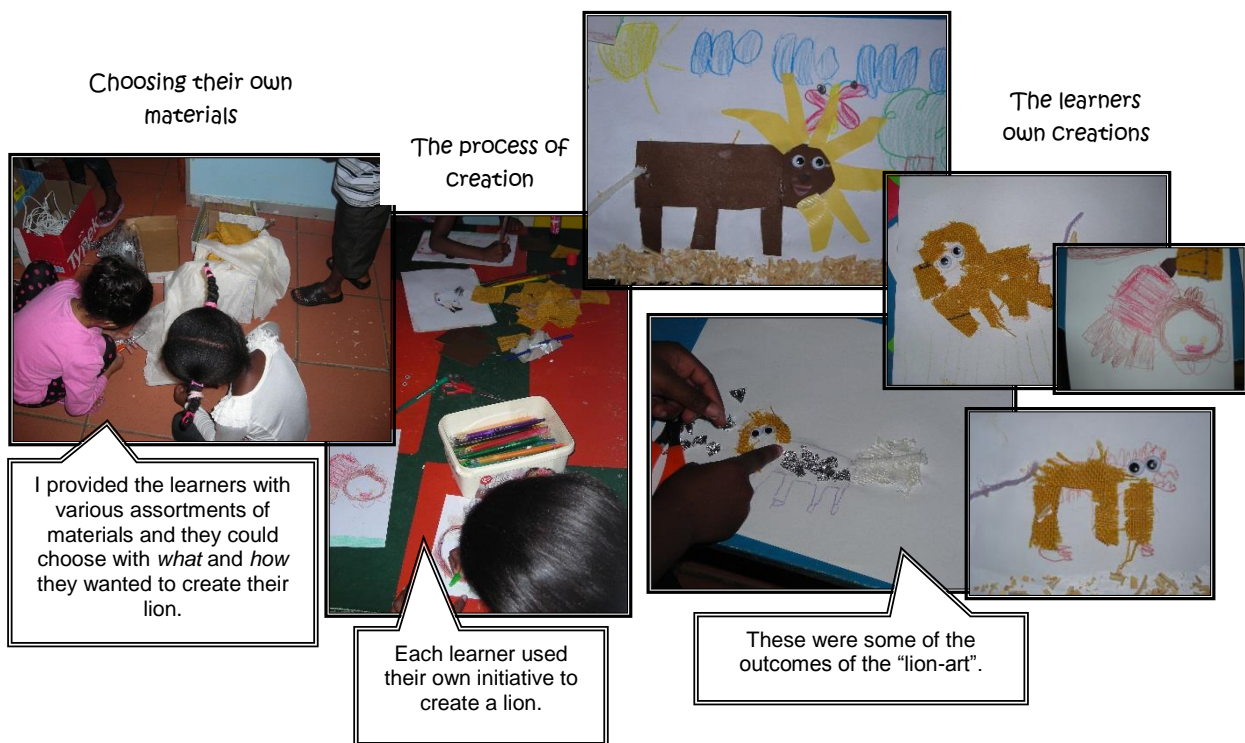 Choosing their own
materials
The process of
creation
The learners
own creations
I provided the learners with
various assortments of
materials and they could
choose with what and how
they wanted to create their
lion.
Each learner used
their own initiative to
create a lion.
These were some of the
outcomes of the “lion-art”.